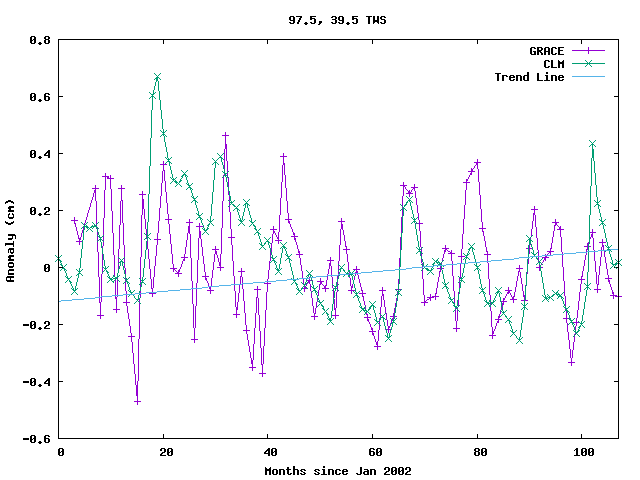 97.5, 39.5 TWS
GRACE
CLM
Trend Line
Anomaly (cm)
0.8
0.6
0.4
0.2
0
-0.2
-0.4
-0.6
0 20 40 60 80 100
Months since Jan 2002